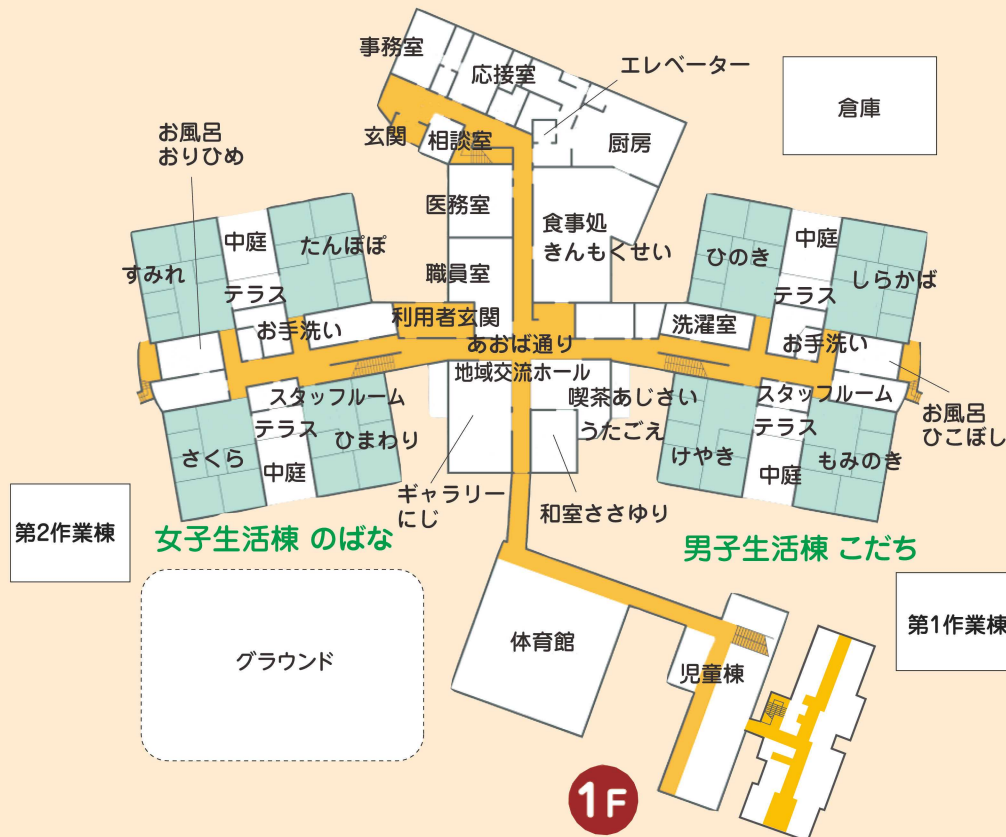 事務室
応接室
エレベーター
倉庫
玄関
相談室
厨房
お風呂
おりひめ
医務室
食事処
きんもくせい
中庭
たんぽぽ
すみれ
テラス
職員室
ひのき
中庭
しらかば
テラス
お手洗い
利用者玄関
洗濯室
お手洗い
あおば通り
地域交流ホール
スタッフルーム
喫茶あじさい
スタッフルーム
お風呂
ひこぼし
テラス
ひまわり
さくら
中庭
うたごえ
テラス
けやき
中庭
もみのき
ギャラリー
にじ
和室ささゆり
第2作業棟
女子生活棟 のばな
男子生活棟 こだち
第1作業棟
グラウンド
体育館
児童棟
1F